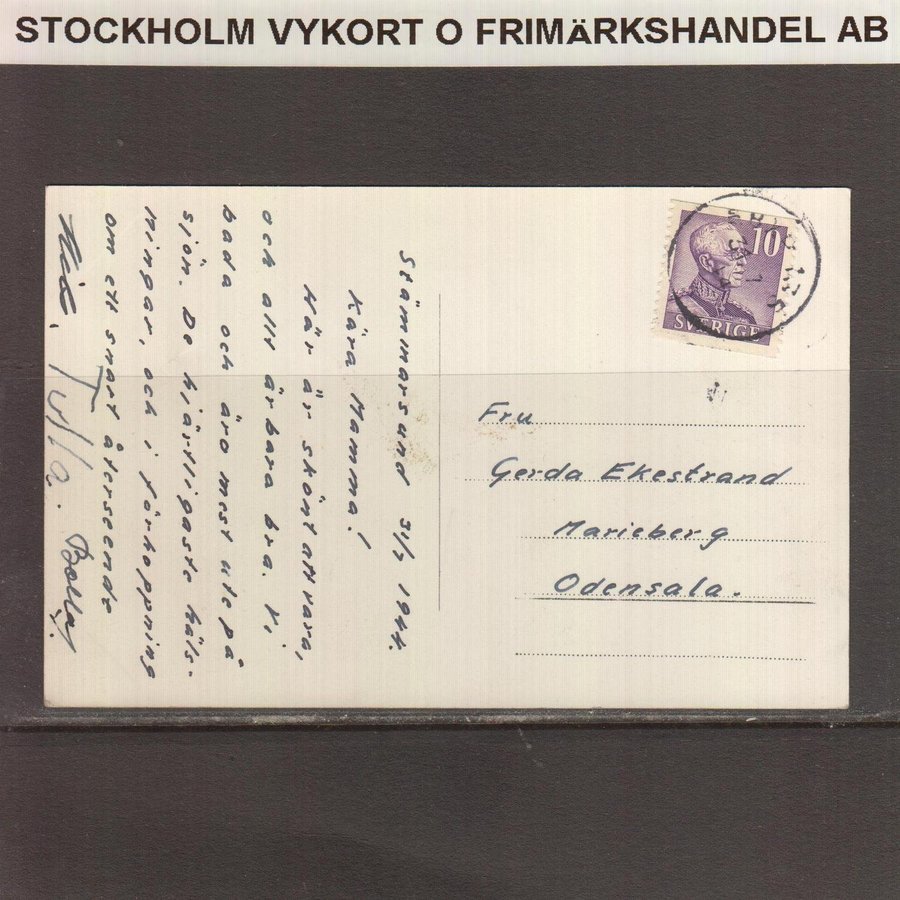 STOCKHOLM VYKORT O FRIMÄRKSHANDEL AB
Stämmarsund 31/7 1944.
Kära Mamma!
Här är skönt att vara,
och allt är bara bra. Vi
bada och äro mest ute på
sjön. De hjärtligaste häls-
ningar, och i förhoppning
om ett snart återseende
10
SVERIGE
135
Fru
Gerda Ekestrand
Marieberg
Odensala.